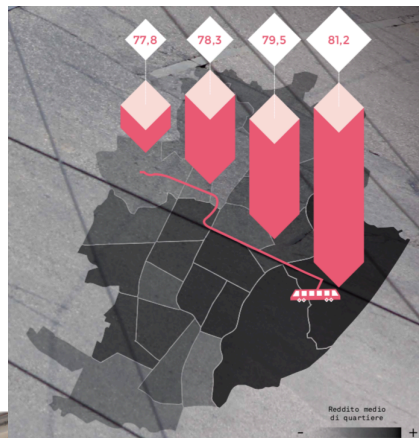 77,8
78,3
79,5
81,2
Reddito medio
di quartiere
- +